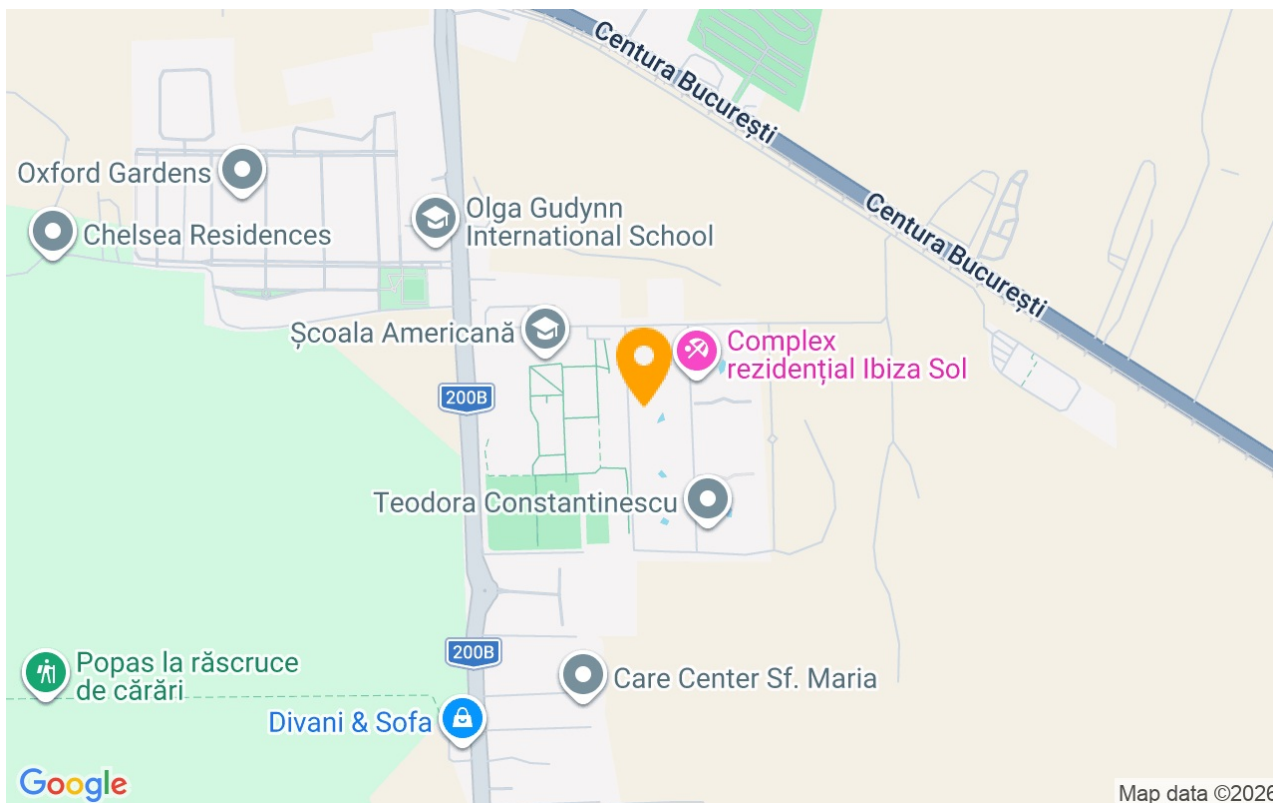 Centura București
Centura București
Oxford Gardens
Chelsea Residences
Olga Gudynn
International School
Școala Americană
Complex
rezidențial Ibiza Sol
200B
Teodora Constantinescu
200B
Popas la răscruce
de cărări
Care Center Sf. Maria
Divani & Sofa
Google
Map data ©2026